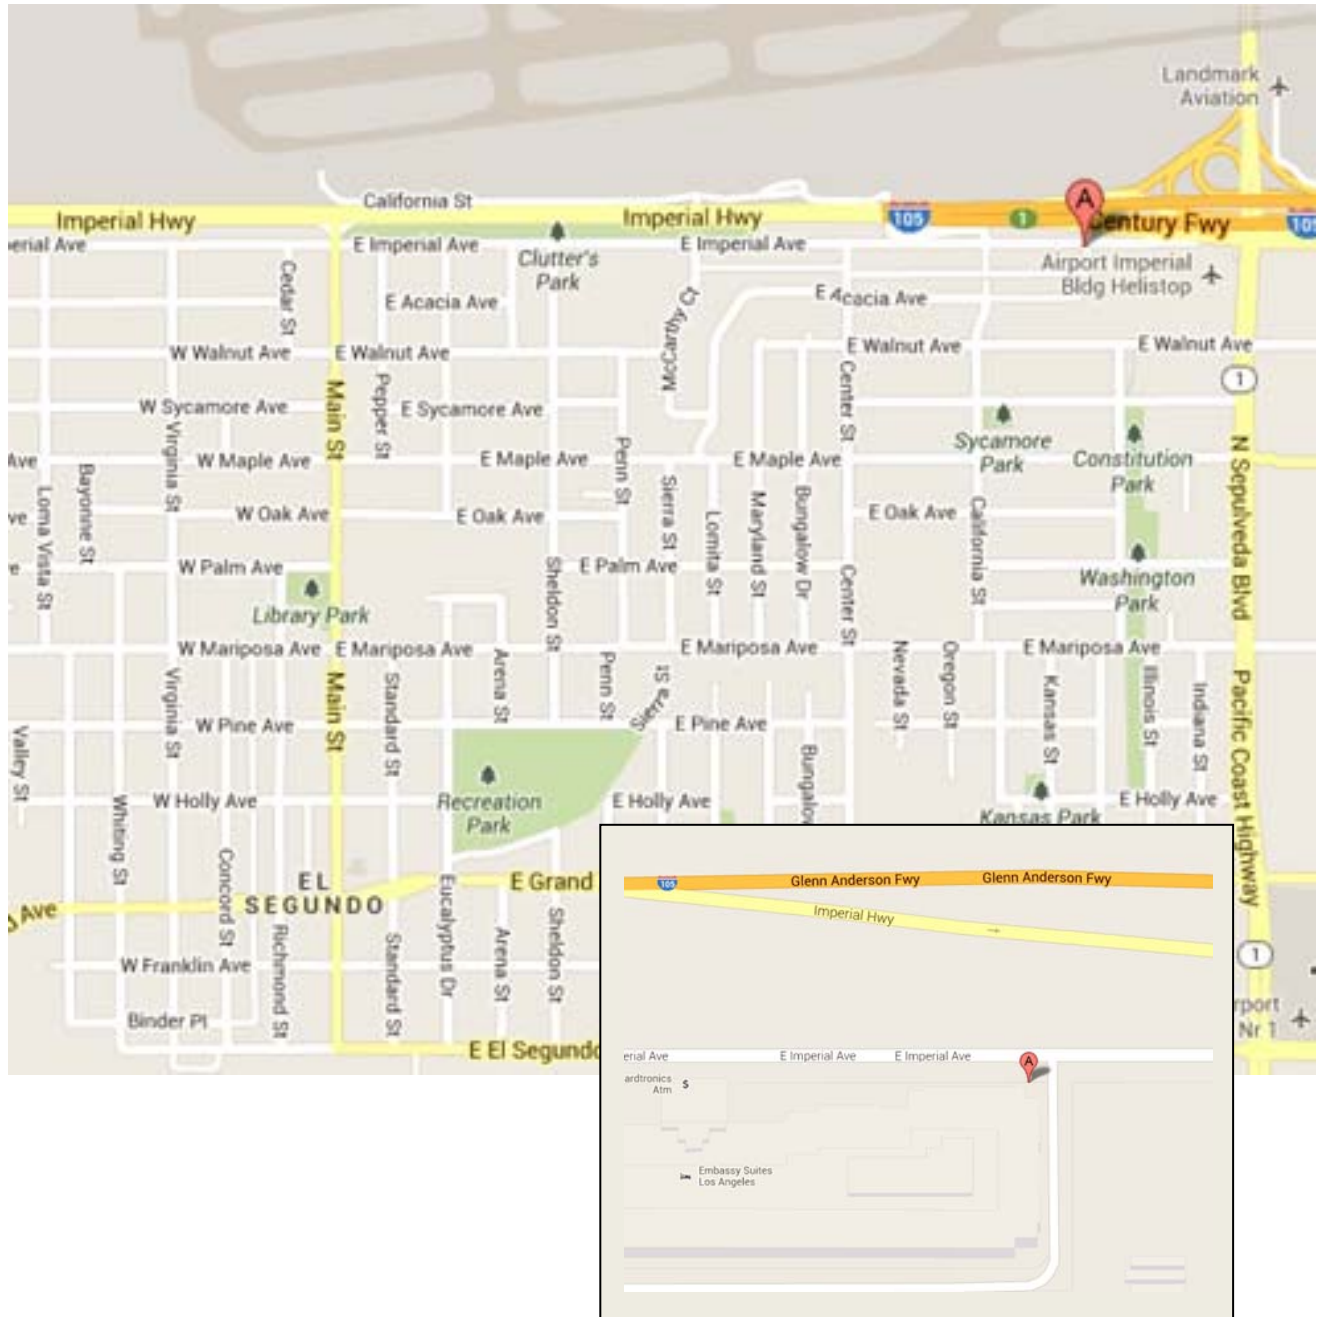 Landmark
Aviation
California St
Imperial Hwy
Imperial Hwy
105
1
A
Century Fwy
105
erial Ave
E Imperial Ave
Clutter's
Park
E Imperial Ave
Airport Imperial
Bldg Helistop
Cedar St
E Acacia Ave
McCarthy Ct
E Acacia Ave
W Walnut Ave
E Walnut Ave
E Walnut Ave
E Walnut Ave
1
Main St
Pepper St
Center St
W Sycamore Ave
E Sycamore Ave
Virginia St
Sycamore
Park
Constitution
Park
N Sepulveda Blvd
Ave
W Maple Ave
E Maple Ave
Penn St
E Maple Ave
Bayonne St
Loma Vista St
Sierra St
Lomita St
Maryland St
Bungalow Dr
ve
W Oak Ave
E Oak Ave
E Oak Ave
California St
e
W Palm Ave
Sheldon St
E Palm Ave
Center St
Washington
Park
Library Park
W Mariposa Ave
E Mariposa Ave
E Mariposa Ave
E Mariposa Ave
Virginia St
Main St
Standard St
Arena St
Penn St
Sierra St
Nevada St
Oregon St
Kansas St
Illinois St
Indiana St
Pacific Coast Highway
W Pine Ave
E Pine Ave
Valley St
Bungalow
W Holly Ave
Recreation
Park
E Holly Ave
Kansas Park
E Holly Ave
Whiting St
Concord St
EL
SEGUNDO
Eucalyptus Dr
E Grand
Ave
Richmond St
Standard St
Arena St
Sheldon St
W Franklin Ave
Binder Pl
E El Segundo
1
rport
Nr 1
105
Glenn Anderson Fwy
Glenn Anderson Fwy
Imperial Hwy
erial Ave
E Imperial Ave
E Imperial Ave
A
ardtronics
Atm
$
Embassy Suites
Los Angeles